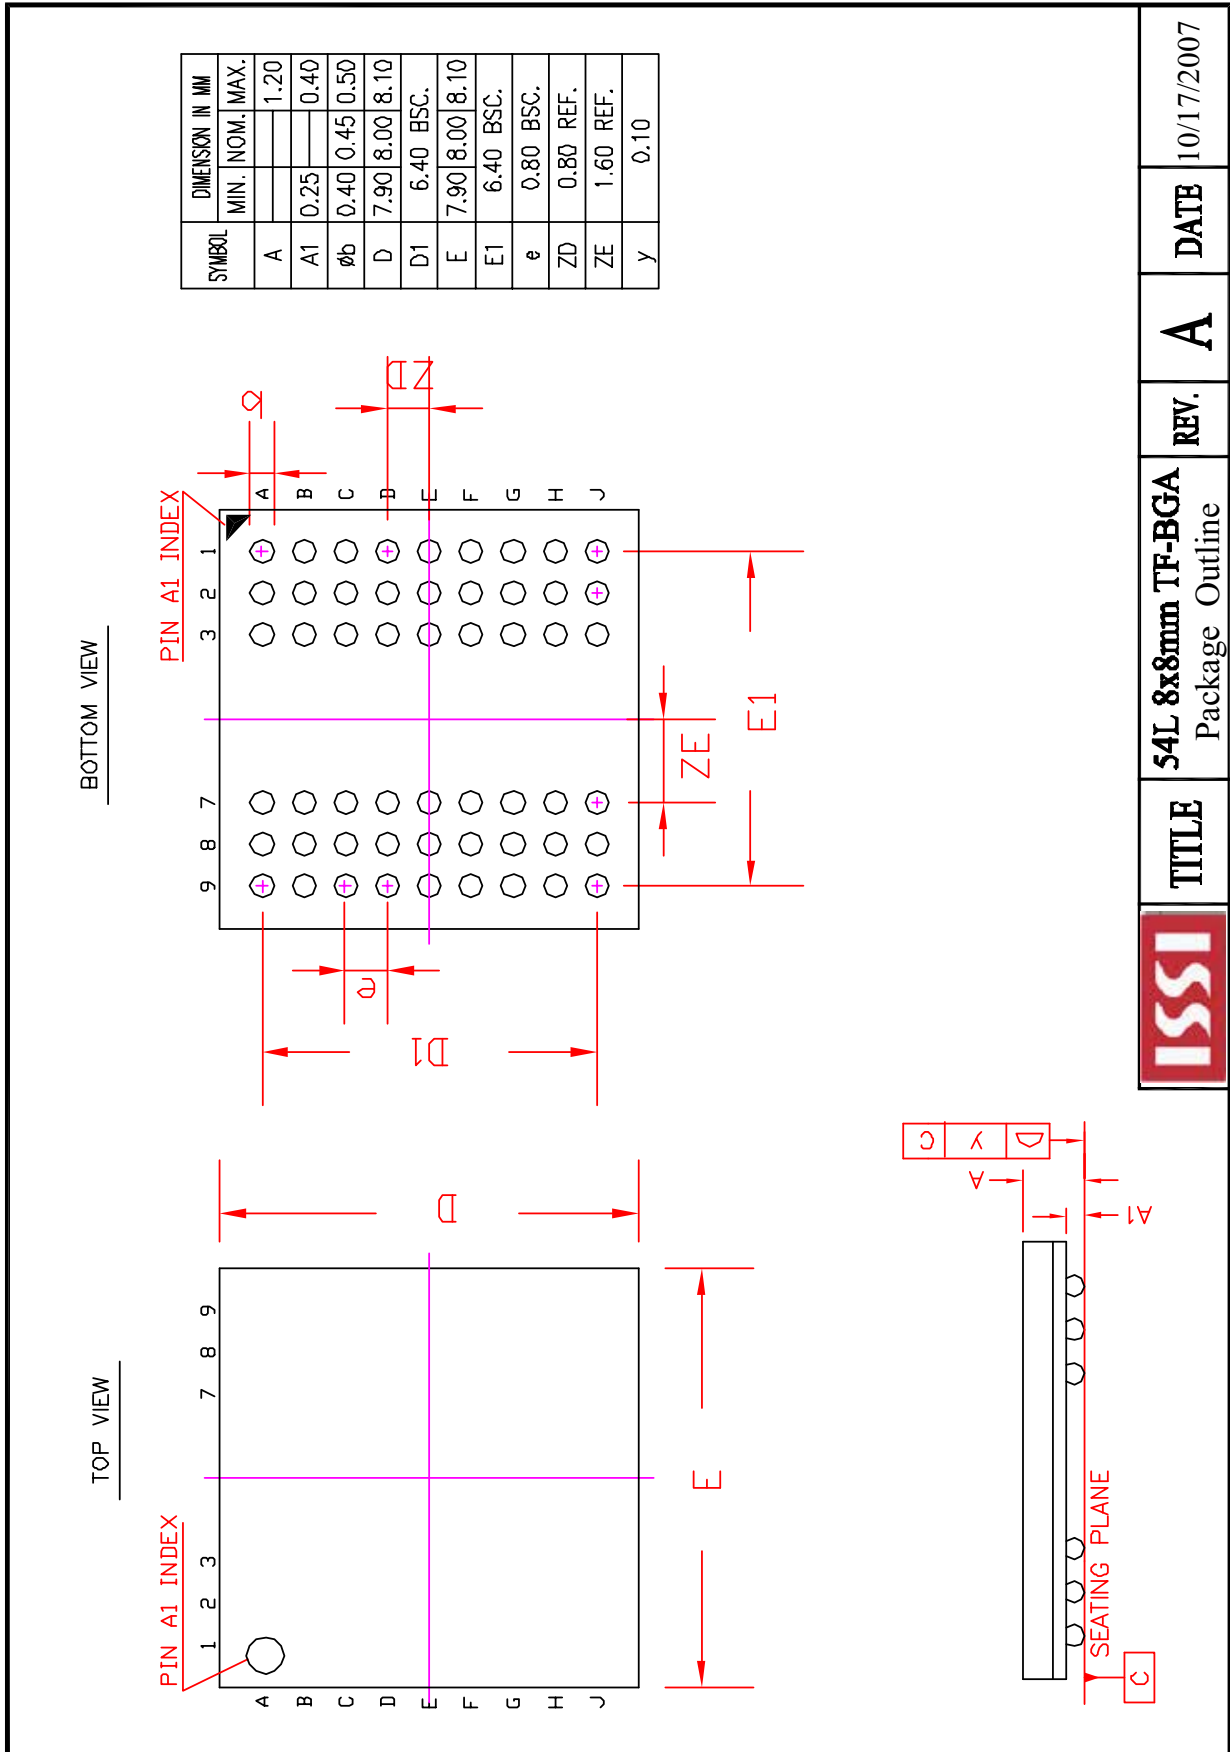 TOP VIEW
PIN A1 INDEX
1 2 3 7 8 9
A
B
C
D
E
F
G
H
J
D
E
BOTTOM VIEW
PIN A1 INDEX
9 8 7 3 2 1
A
B
C
D
E
F
G
H
J
b
e
D1
ZD
ZE
E1
SYMBOL DIMENSION IN MM
MIN. NOM. MAX.
A 1.20
A1 0.25 0.40
øb 0.40 0.45 0.50
D 7.90 8.00 8.10
D1 6.40 BSC.
E 7.90 8.00 8.10
E1 6.40 BSC.
e 0.80 BSC.
ZD 0.80 REF.
ZE 1.60 REF.
y 0.10
SEATING PLANE
C
A
A1
y C
ISSI
TITLE
54L 8x8mm TF-BGA
Package Outline
REV.
A
DATE
10/17/2007